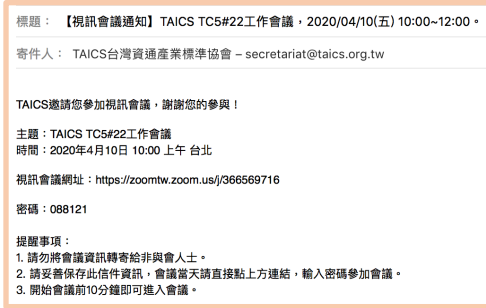 標題： 【視訊會議通知】TAICS TC5#22工作會議，2020/04/10(五) 10:00~12:00。
寄件人： TAICS台灣資通產業標準協會 – secretariat@taics.org.tw
TAICS邀請您參加視訊會議，謝謝您的參與！
主題：TAICS TC5#22工作會議
時間：2020年4月10日 10:00 上午 台北
視訊會議網址：https://zoomtw.zoom.us/j/366569716
密碼：088121
提醒事項：
1. 請勿將會議資訊轉寄給非與會人士。
2. 請妥善保存此信件資訊，會議當天請直接點上方連結，輸入密碼參加會議。
3. 開始會議前10分鐘即可進入會議。